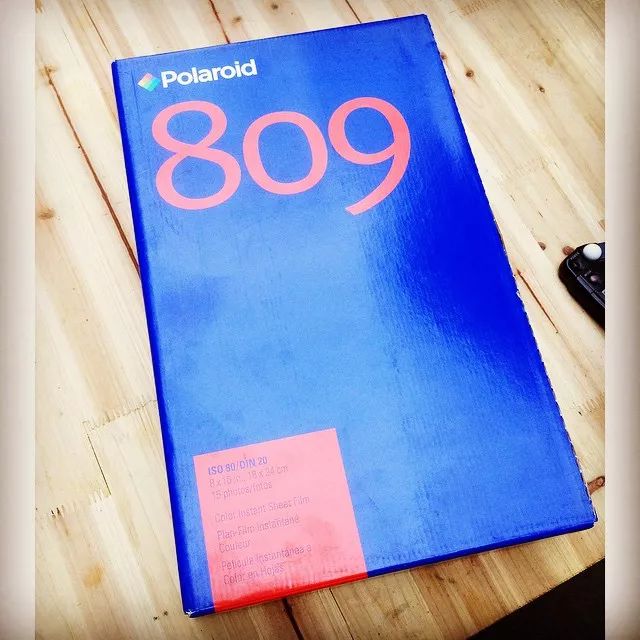 Polaroid
809
ISO 80/DIN 20
8 x 10 in., 18 x 24 cm
15 photos/fotos
Color Instant Sheet Film
Plan-Film Instantané
Couleur
Película Instantánea a
Color en Hojas